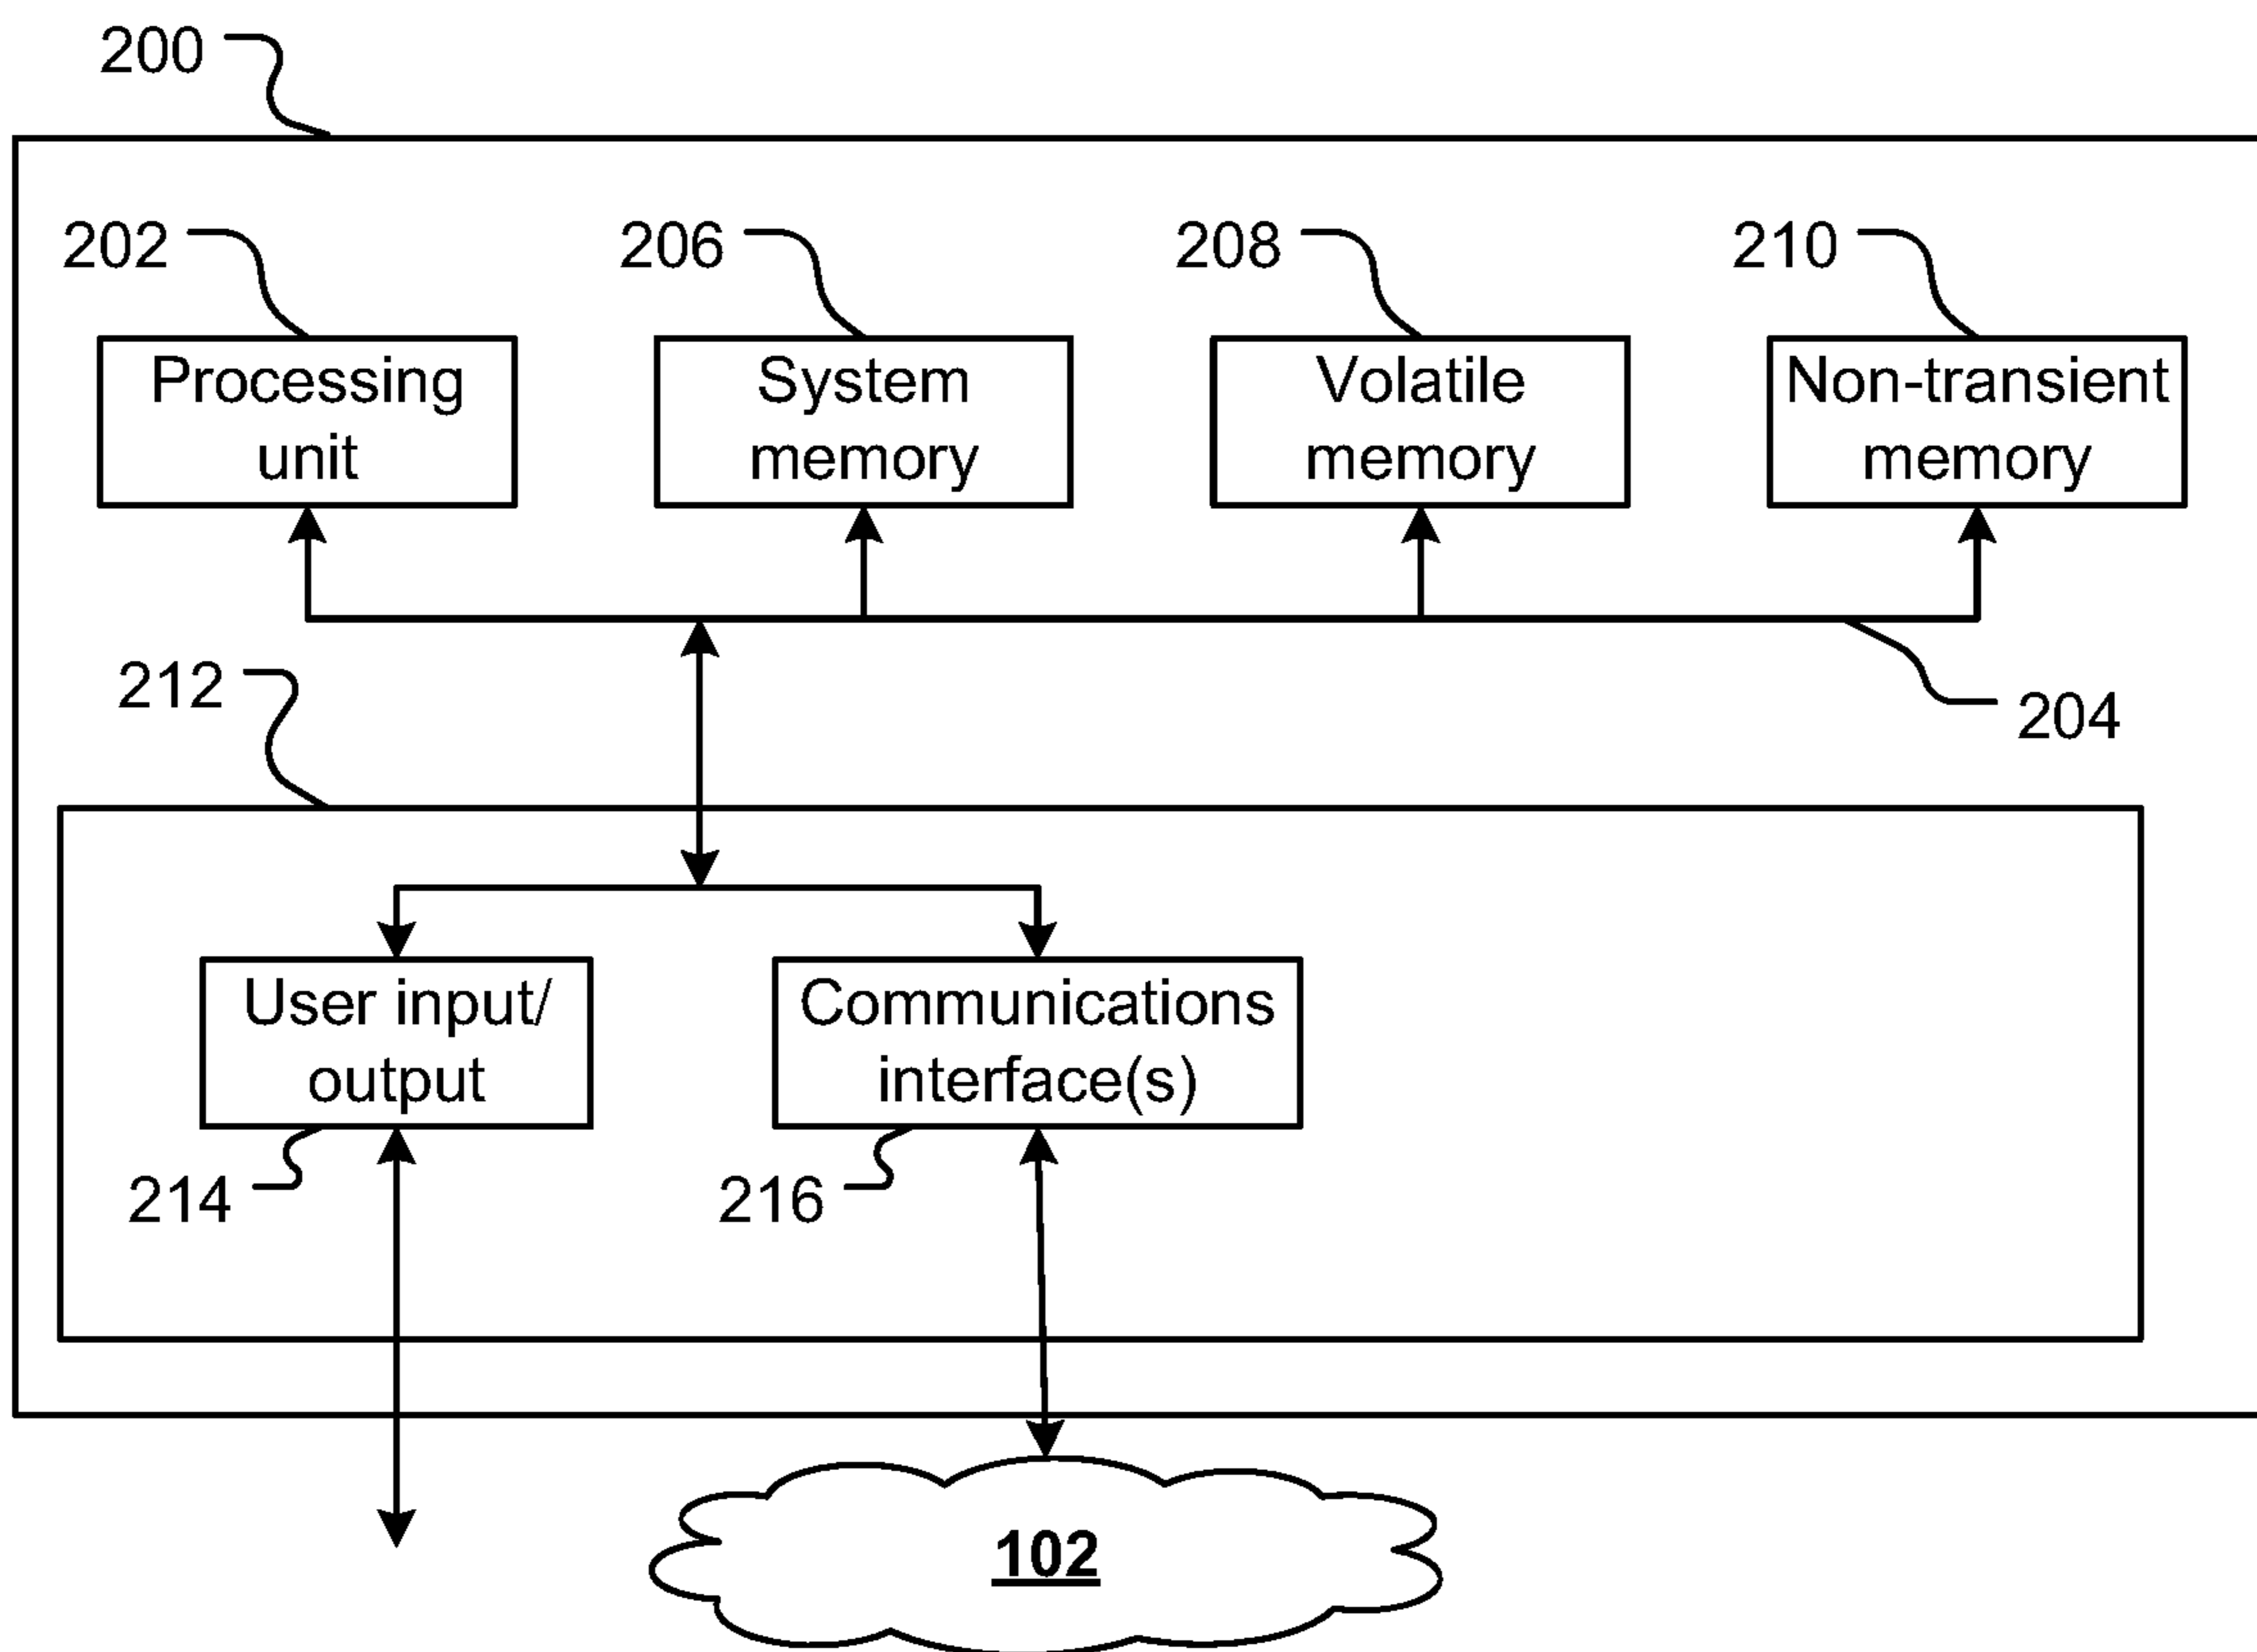 200
202
206
208
210
Processing
unit
System
memory
Volatile
memory
Non-transient
memory
212
204
User input/
output
Communications
interface(s)
214
216
102